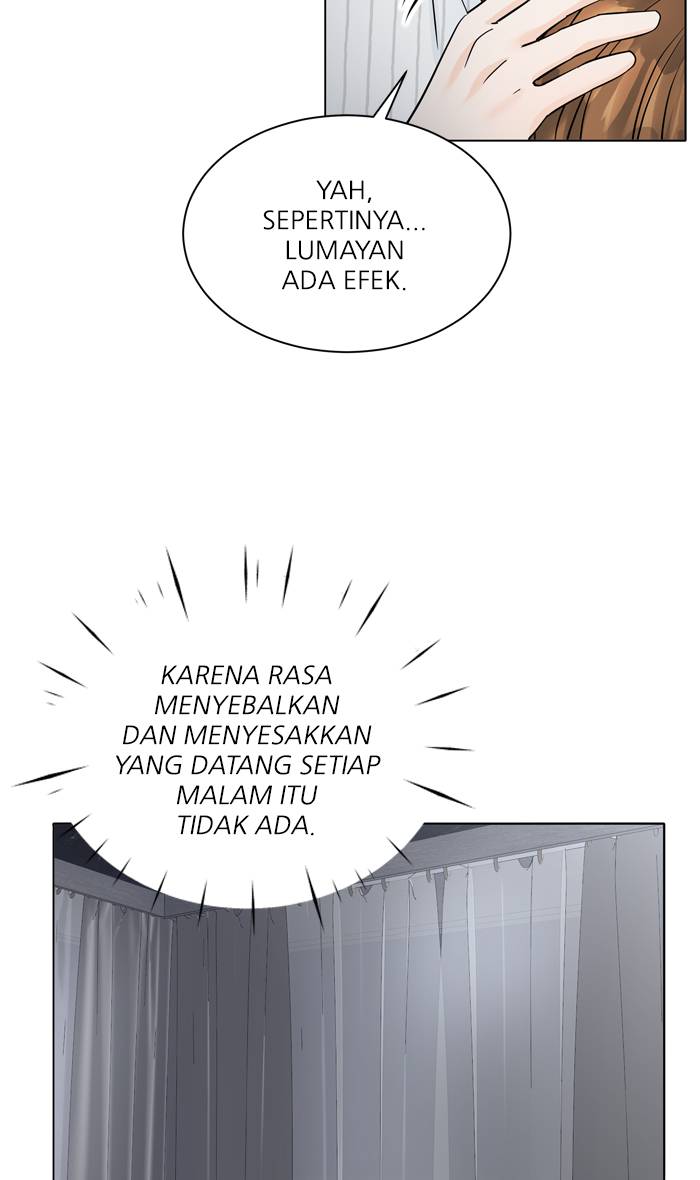 YAH,
SEPERTINYA...
LUMAYAN
ADA EFEK.
KARENA RASA
MENYEBALKAN
DAN MENYESAKKAN
YANG DATANG SETIAP
MALAM ITU
TIDAK ADA.